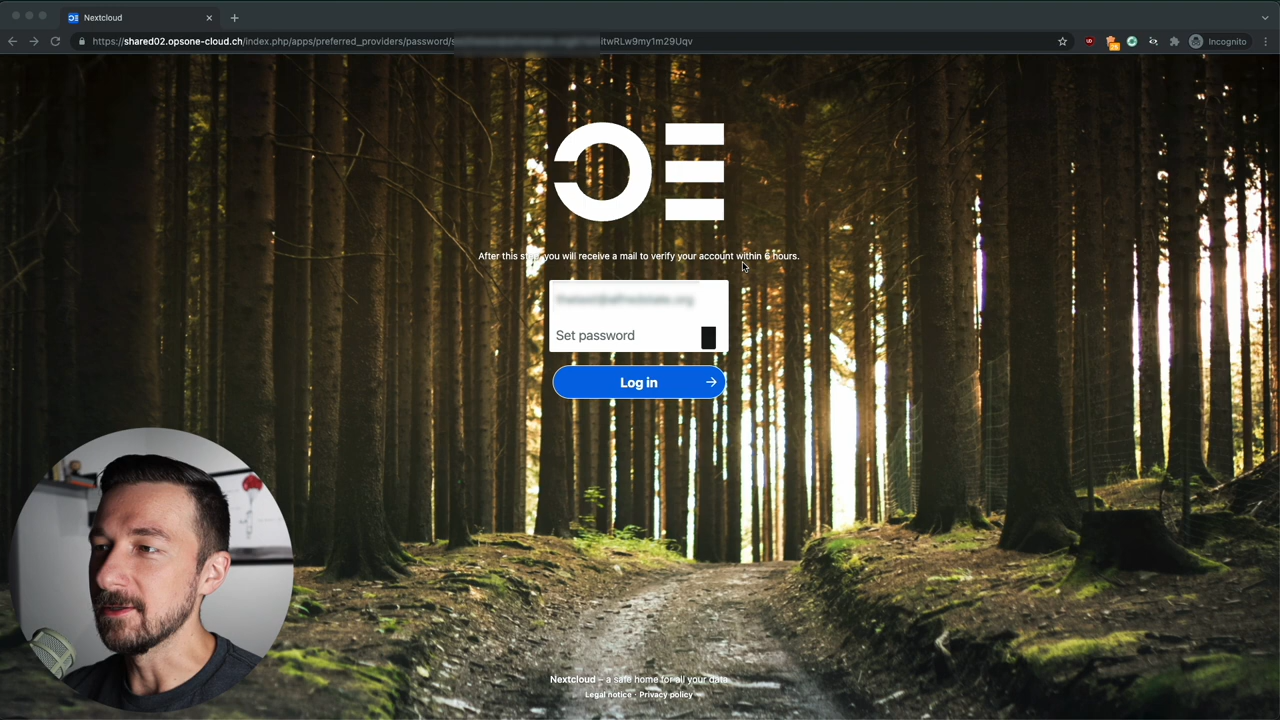 Nextcloud
https://shared02.opsone-cloud.ch/index.php/apps/preferred_providers/password/
itwRLw9my1m29Uqv
Incognito
After this step, you will receive a mail to verify your account within 6 hours.
Set password
Log in
Nextcloud – a safe home for all your data
Legal notice · Privacy policy